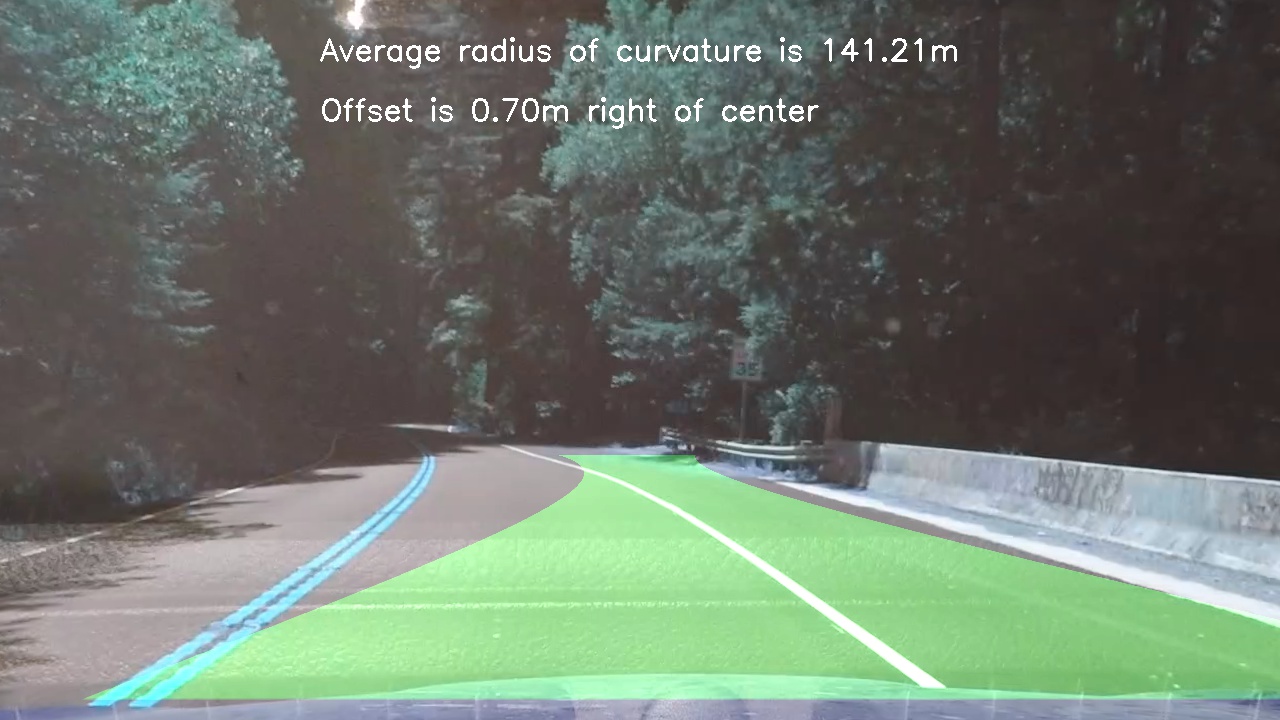 Average radius of curvature is 141.21m
Offset is 0.70m right of center
35